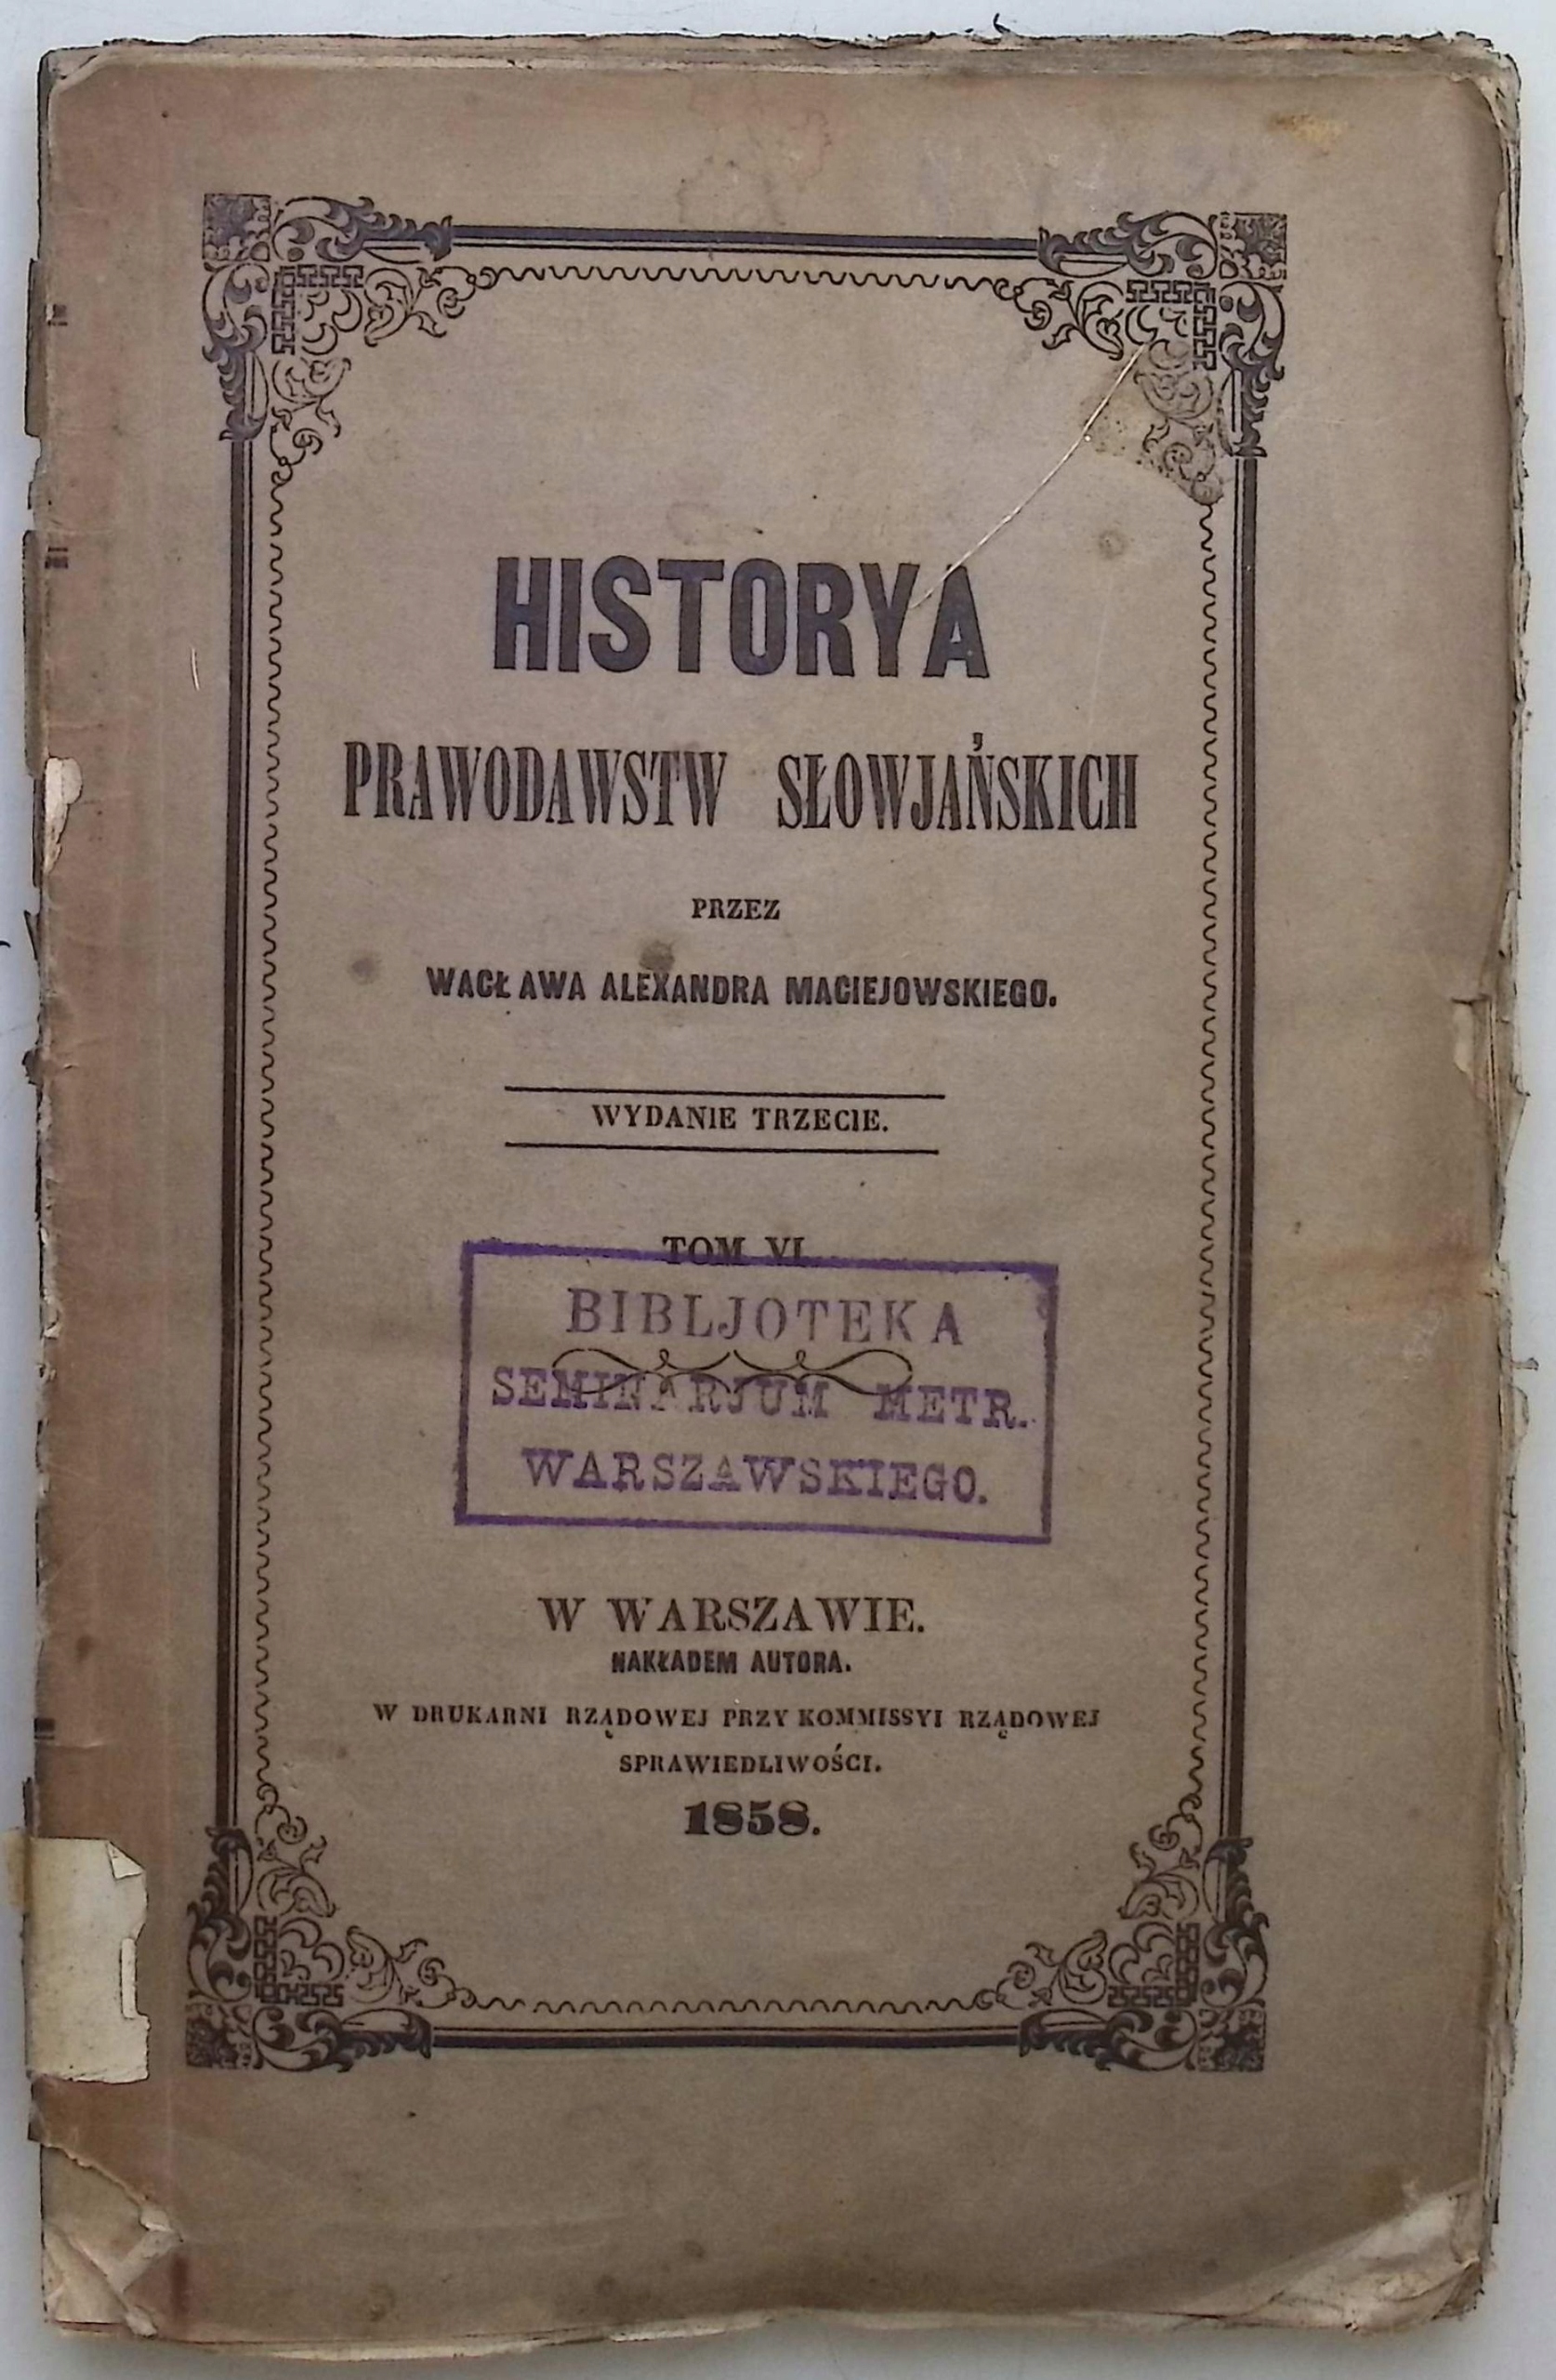 HISTORYA
PRAWODAWSTW SŁOWJAŃSKICH
PRZEZ
WACŁAWA ALEXANDRA MACIEJOWSKIEGO.
WYDANIE TRZECIE.
TOM VI.
BIBLJOTEKA
SEMINARJUM METR.
WARSZAWSKIEGO.
W WARSZAWIE.
NAKŁADEM AUTORA.
W DRUKARNI RZĄDOWEJ PRZY KOMMISSYI RZĄDOWEJ
SPRAWIEDLIWOŚCI.
1858.